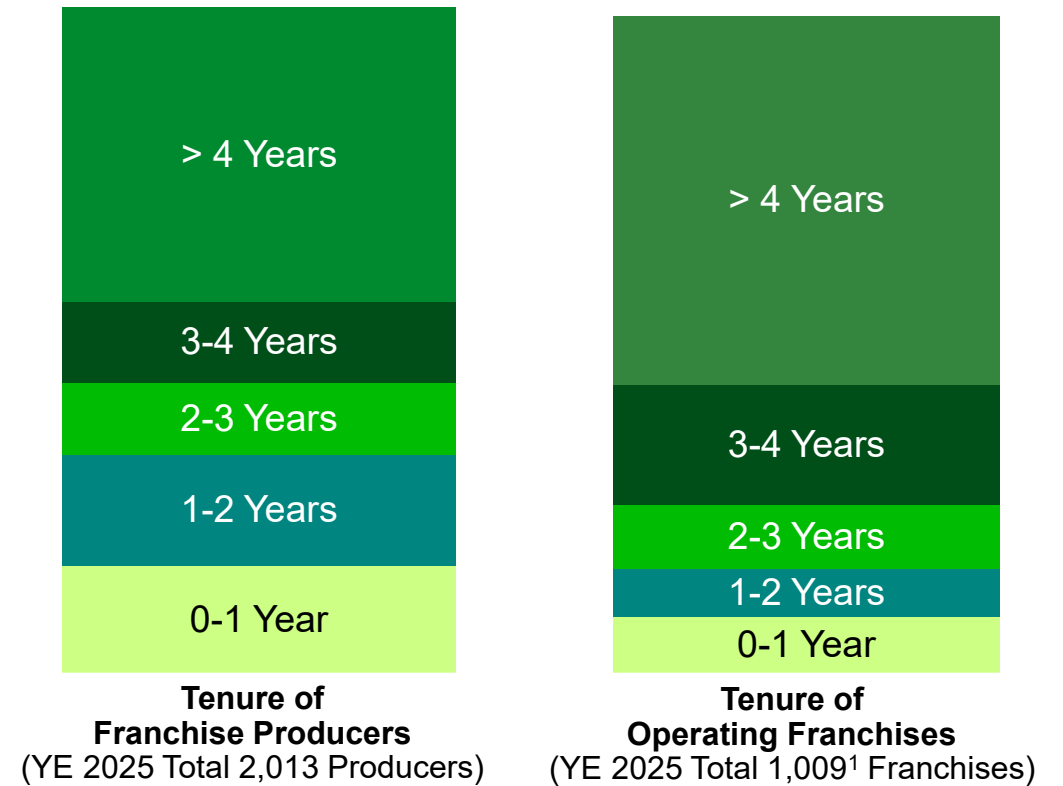 > 4 Years
3-4 Years
2-3 Years
1-2 Years
0-1 Year
Tenure of
Franchise Producers
(YE 2025 Total 2,013 Producers)
> 4 Years
3-4 Years
2-3 Years
1-2 Years
0-1 Year
Tenure of
Operating Franchises
(YE 2025 Total 1,009¹ Franchises)